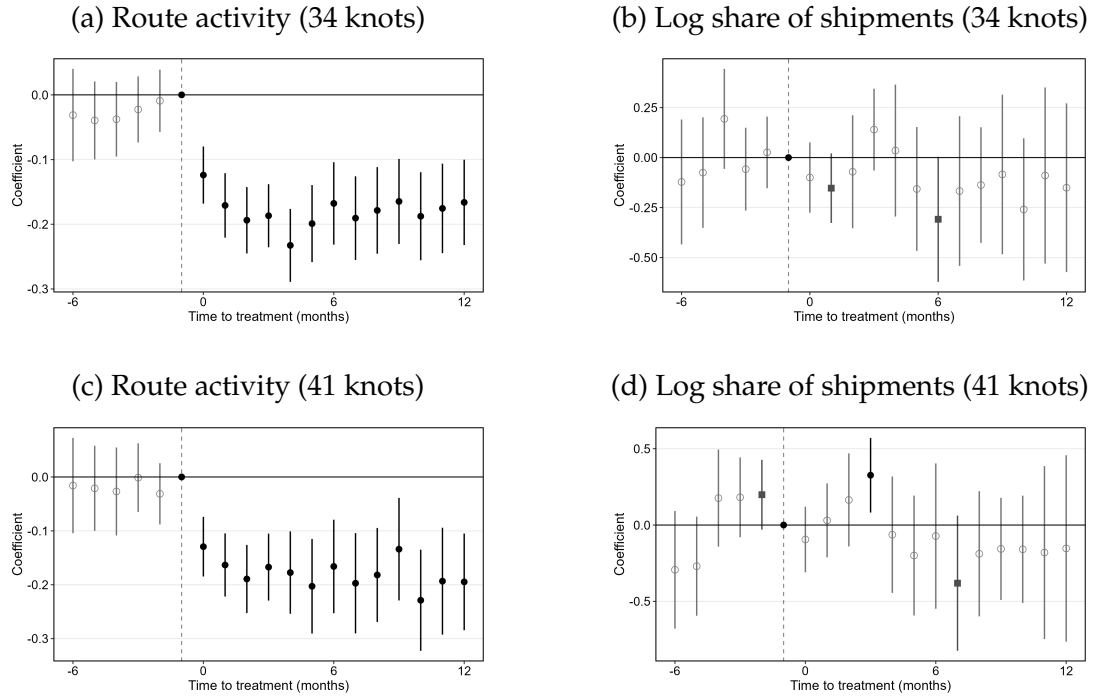 (a) Route activity (34 knots)
(b) Log share of shipments (34 knots)
0.0
-0.1
-0.2
-0.3
Coefficient
-6
0
6
12
Time to treatment (months)
0.25
0.00
-0.25
-0.50
Coefficient
-6
0
6
12
Time to treatment (months)
(c) Route activity (41 knots)
(d) Log share of shipments (41 knots)
0.0
-0.1
-0.2
-0.3
Coefficient
-6
0
6
12
Time to treatment (months)
0.5
0.0
-0.5
Coefficient
-6
0
6
12
Time to treatment (months)